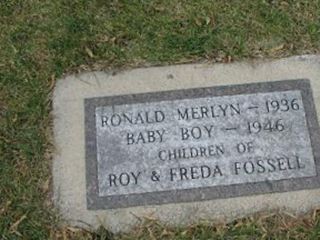 RONALD MERLYN – 1936
BABY BOY – 1946
CHILDREN OF
ROY & FREDA FOSSELL